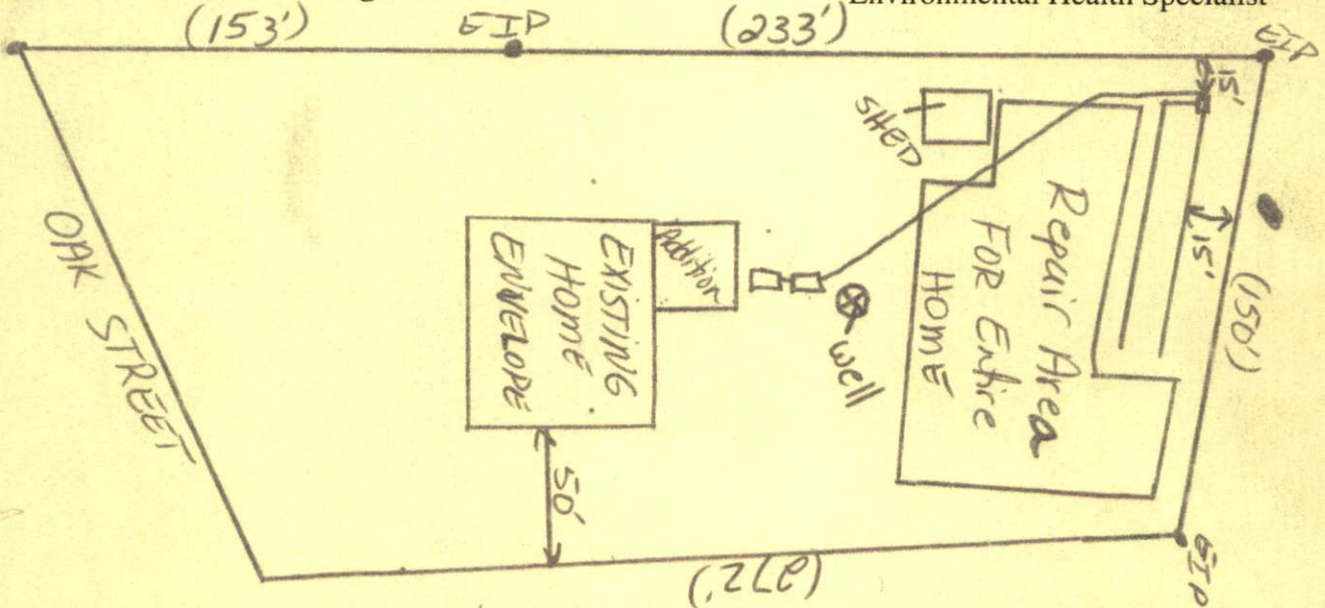 Environmental Health Specialist
(153')
EIP
(233')
EIP
15'
SHED
15'
(150')
Repair Area
FOR Entire
HOME
Addition
EXISTING
HOME
ENVELOPE
well
OAK STREET
50'
(272')
EIP